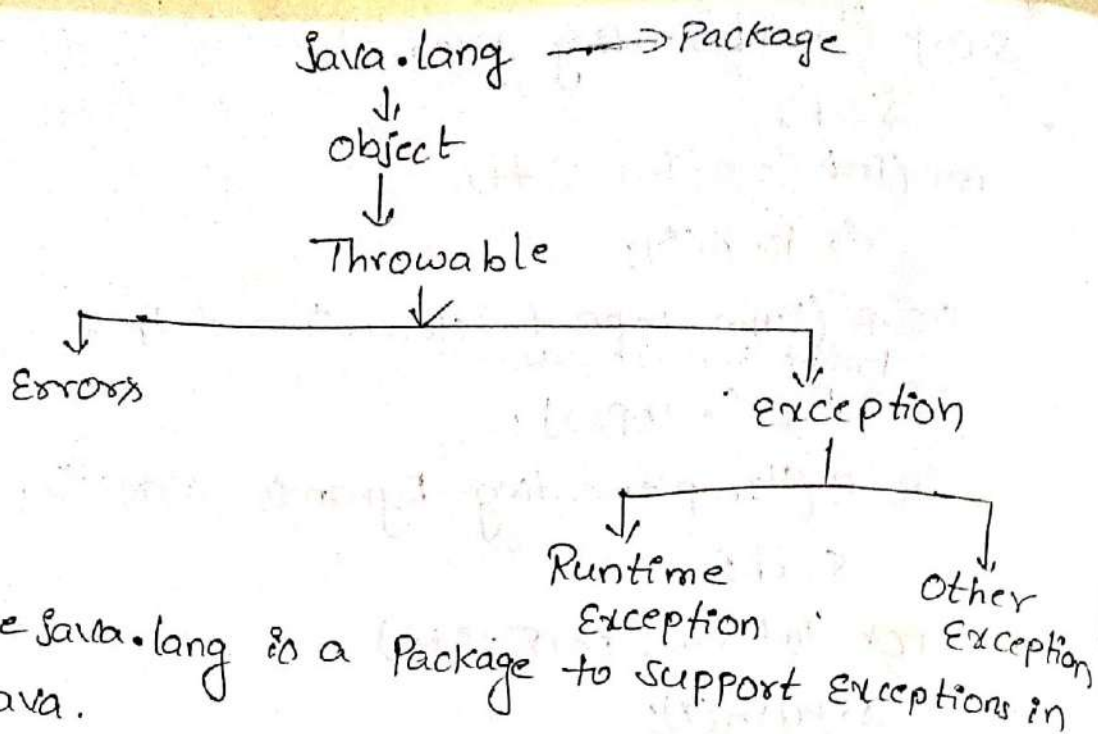 Java.lang → Package
Object
Throwable
Errors
Exception
Runtime
Exception
Other
Exception
e Java.lang is a Package to support Exceptions in
ava.